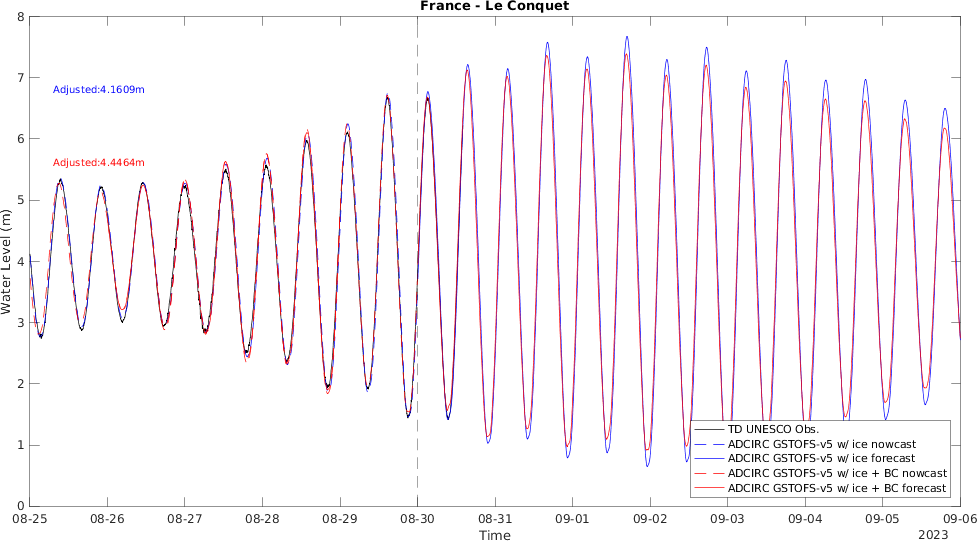 France - Le Conquet
8
7
6
5
4
3
2
1
0
Water Level (m)
Adjusted:4.1609m
Adjusted:4.4464m
TD UNESCO Obs.
ADCIRC GSTOFS-v5 w/ ice nowcast
ADCIRC GSTOFS-v5 w/ ice forecast
ADCIRC GSTOFS-v5 w/ ice + BC nowcast
ADCIRC GSTOFS-v5 w/ ice + BC forecast
08-25 08-26 08-27 08-28 08-29 08-30 08-31 09-01 09-02 09-03 09-04 09-05 09-06
Time
2023